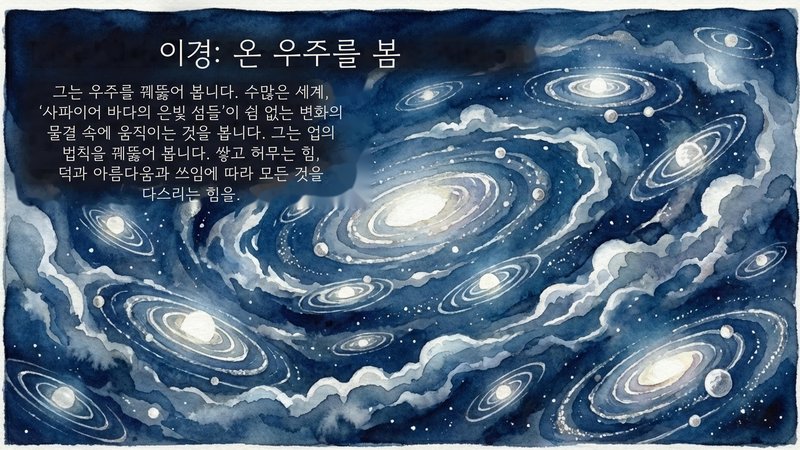 이경: 온 우주를 봄
그는 우주를 꿰뚫어 봅니다. 수많은 세계,
‘사파이어 바다의 은빛 섬들’이 쉼 없는 변화의
물결 속에 움직이는 것을 봅니다. 그는 업의
법칙을 꿰뚫어 봅니다. 쌓고 허무는 힘,
덕과 아름다움과 쓰임에 따라 모든 것을
다스리는 힘을.